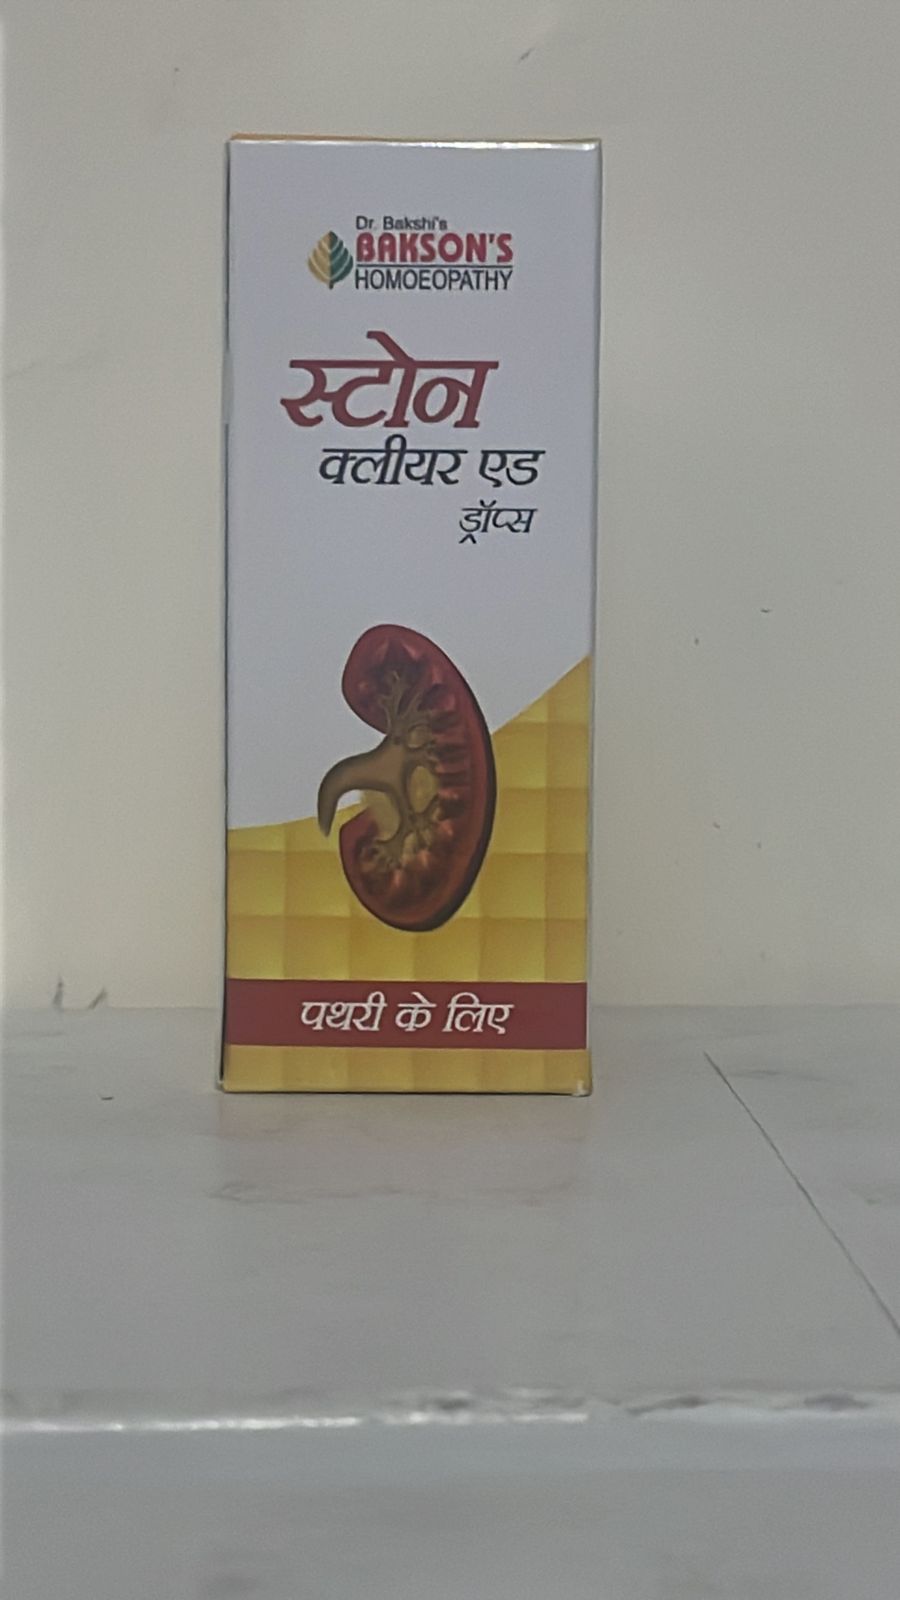 Dr. Bakshi's
BAKSON'S
HOMOEOPATHY
स्टोन
क्लीयर एड
ड्रॉप्स
पथरी के लिए